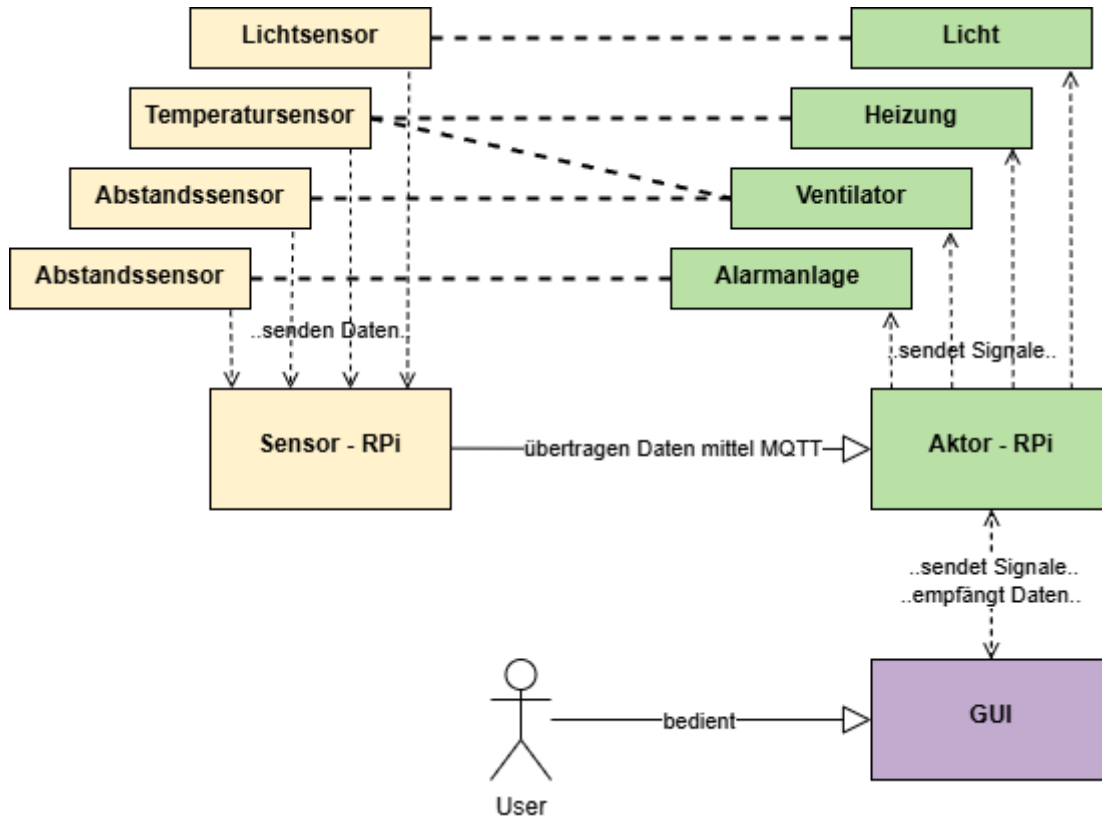 Lichtsensor
Licht
Temperatursensor
Heizung
Abstandssensor
Ventilator
Abstandssensor
Alarmanlage
..senden Daten..
..sendet Signale..
Sensor - RPi
übertragen Daten mittel MQTT
Aktor - RPi
..sendet Signale..
..empfängt Daten..
bedient
GUI
User